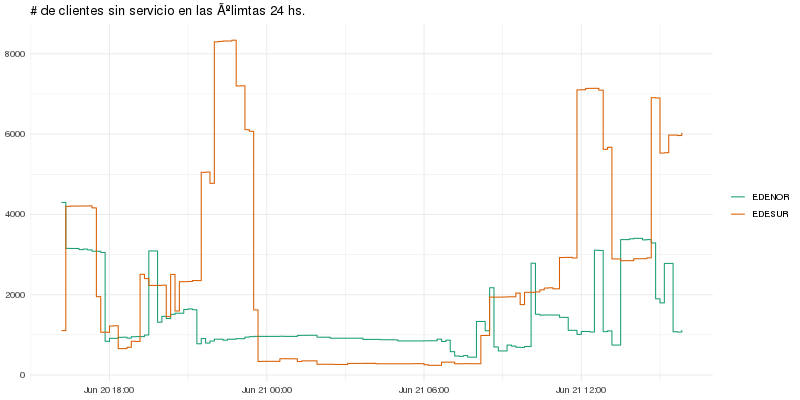 # de clientes sin servicio en las Ãºlimtas 24 hs.
8000
6000
4000
2000
0
Jun 20 18:00
Jun 21 00:00
Jun 21 06:00
Jun 21 12:00
EDENOR
EDESUR